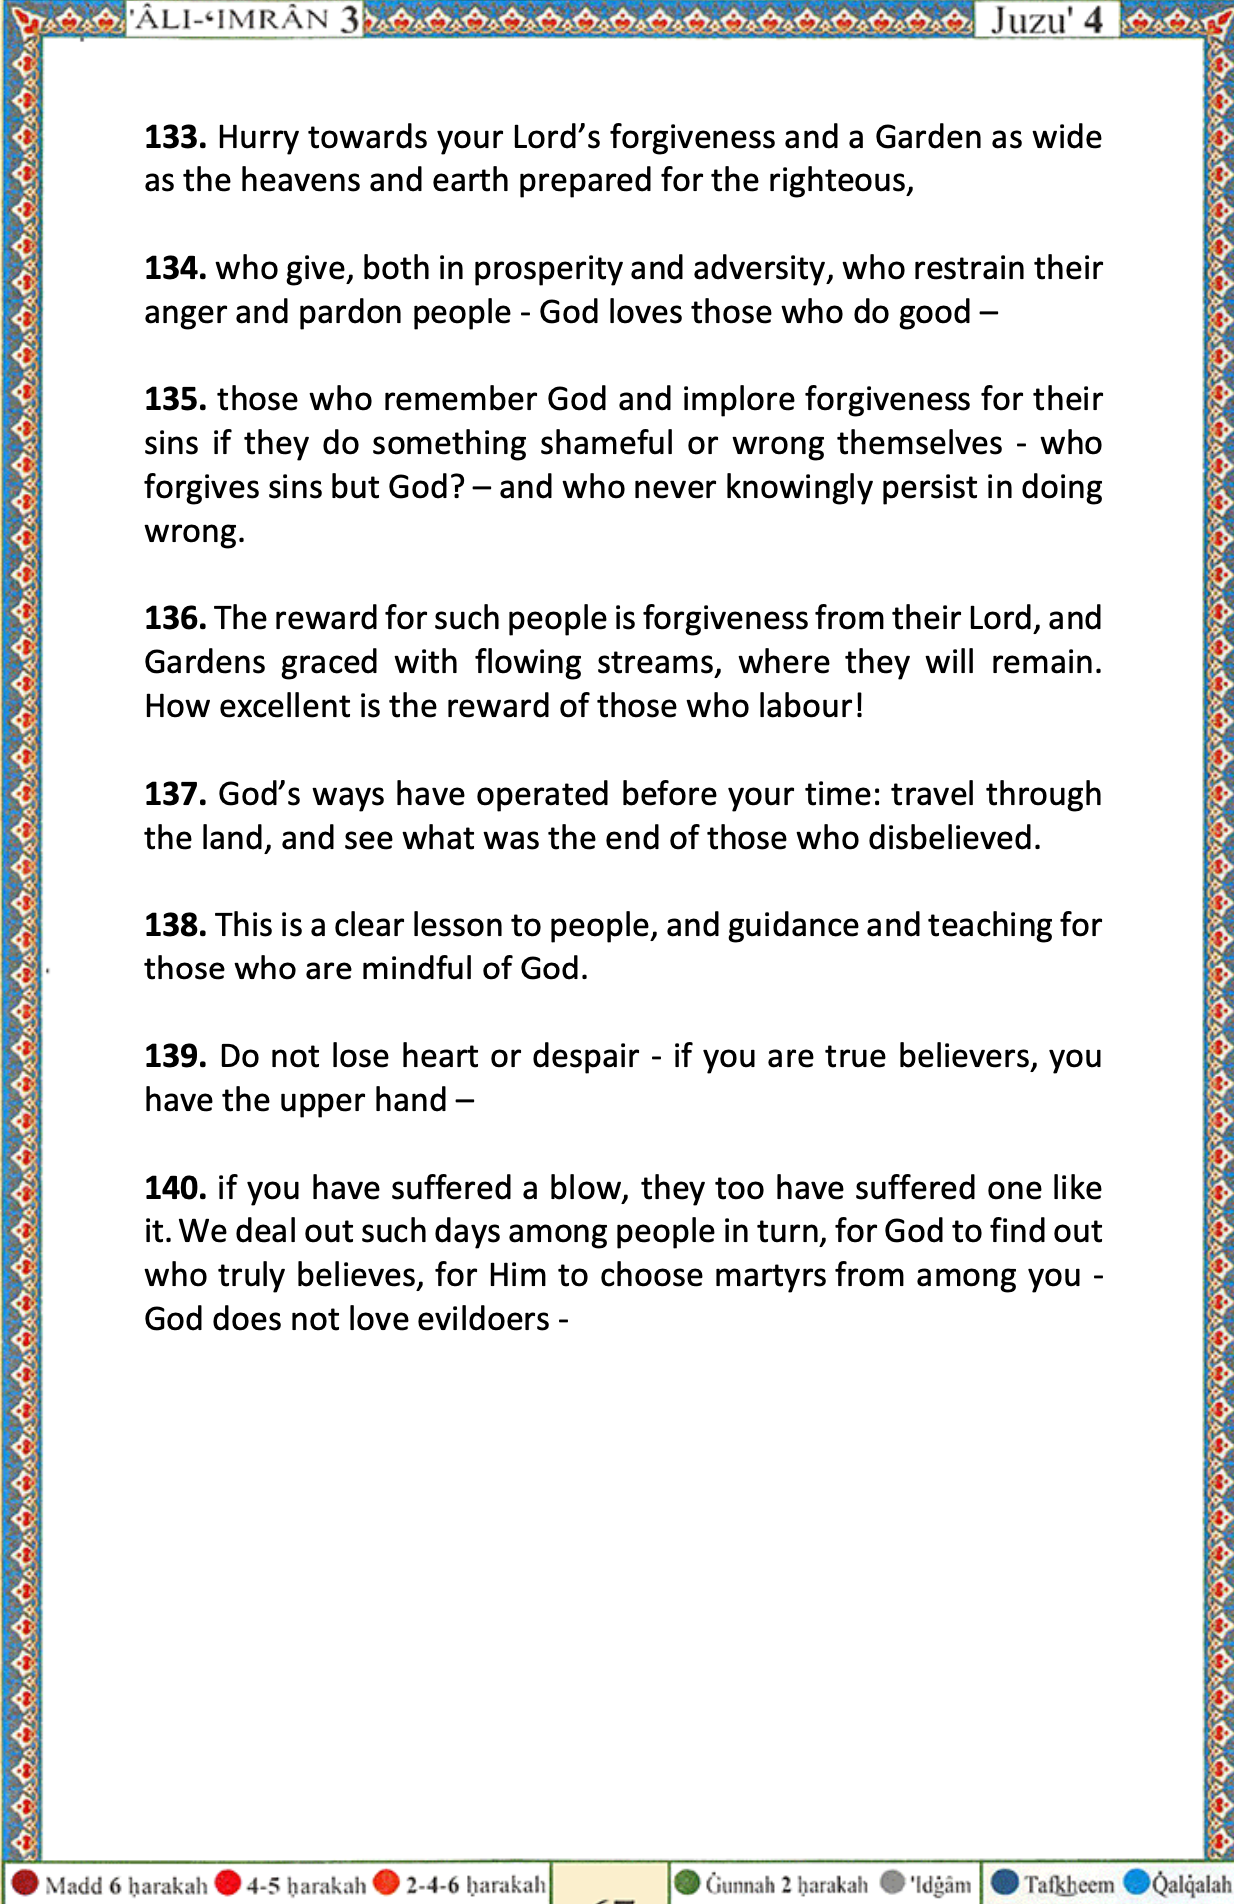 'ÂLI-‘IMRÂN 3
Juzu' 4
133. Hurry towards your Lord’s forgiveness and a Garden as wide
as the heavens and earth prepared for the righteous,
134. who give, both in prosperity and adversity, who restrain their
anger and pardon people - God loves those who do good –
135. those who remember God and implore forgiveness for their
sins if they do something shameful or wrong themselves - who
forgives sins but God? – and who never knowingly persist in doing
wrong.
136. The reward for such people is forgiveness from their Lord, and
Gardens graced with flowing streams, where they will remain.
How excellent is the reward of those who labour!
137. God’s ways have operated before your time: travel through
the land, and see what was the end of those who disbelieved.
138. This is a clear lesson to people, and guidance and teaching for
those who are mindful of God.
139. Do not lose heart or despair - if you are true believers, you
have the upper hand –
140. if you have suffered a blow, they too have suffered one like
it. We deal out such days among people in turn, for God to find out
who truly believes, for Him to choose martyrs from among you -
God does not love evildoers -
Madd 6 ḥarakah 4-5 ḥarakah 2-4-6 ḥarakah
Ġunnah 2 ḥarakah 'Idġâm
Tafkheem Qalqalah